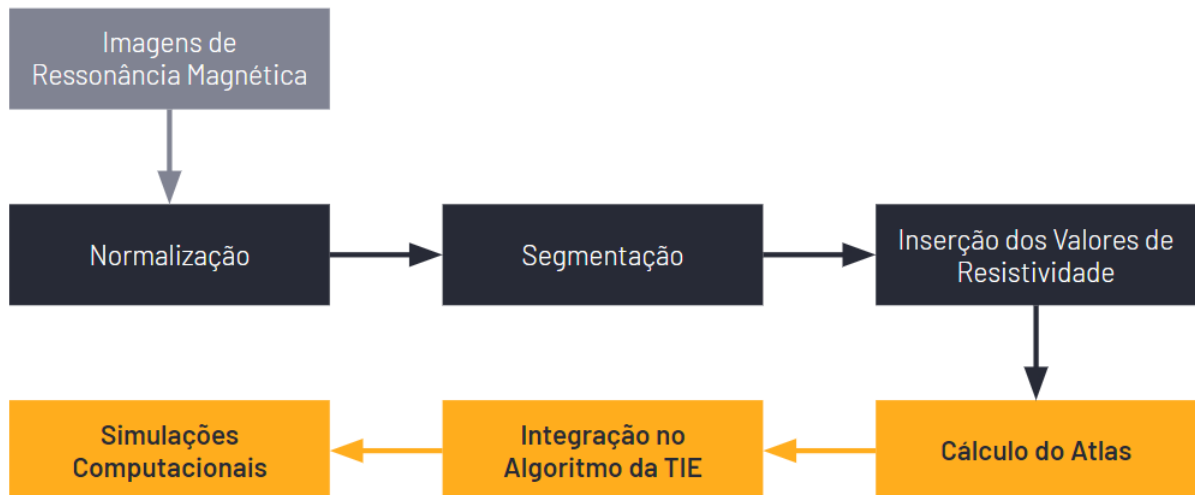 Imagens de
Ressonância Magnética
Normalização
Segmentação
Inserção dos Valores de
Resistividade
Simulações
Computacionais
Integração no
Algoritmo da TIE
Cálculo do Atlas